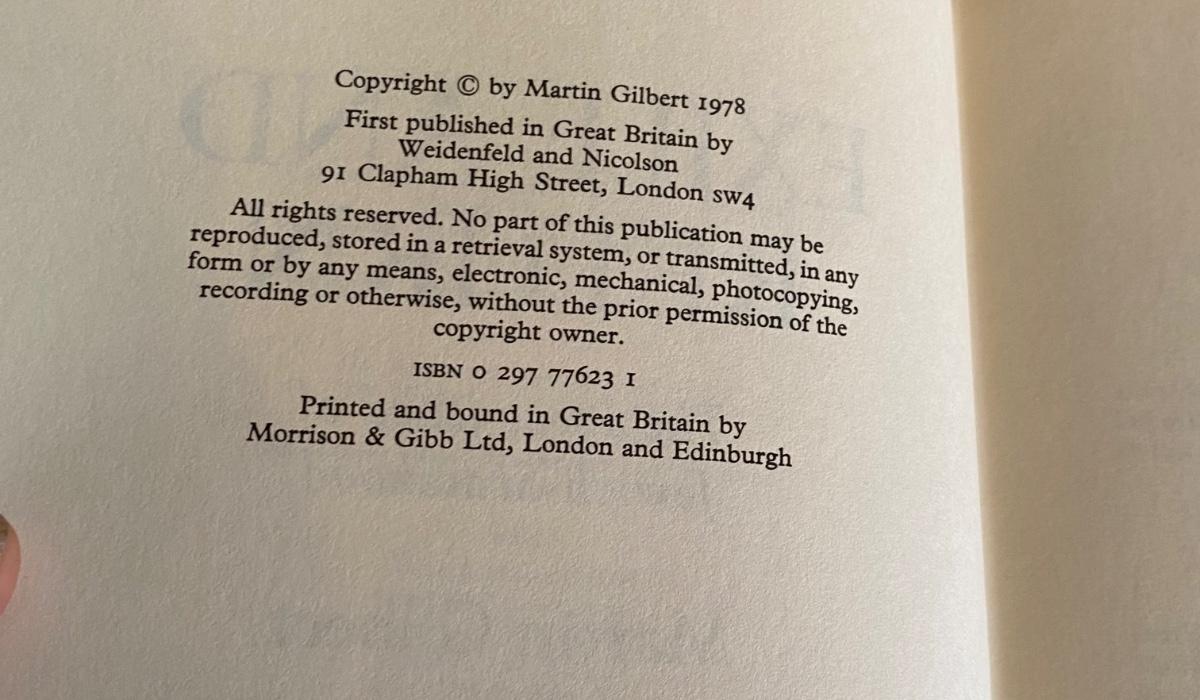 Copyright © by Martin Gilbert 1978
First published in Great Britain by
Weidenfeld and Nicolson
91 Clapham High Street, London SW4
All rights reserved. No part of this publication may be
reproduced, stored in a retrieval system, or transmitted, in any
form or by any means, electronic, mechanical, photocopying,
recording or otherwise, without the prior permission of the
copyright owner.
ISBN 0 297 77623 1
Printed and bound in Great Britain by
Morrison & Gibb Ltd, London and Edinburgh